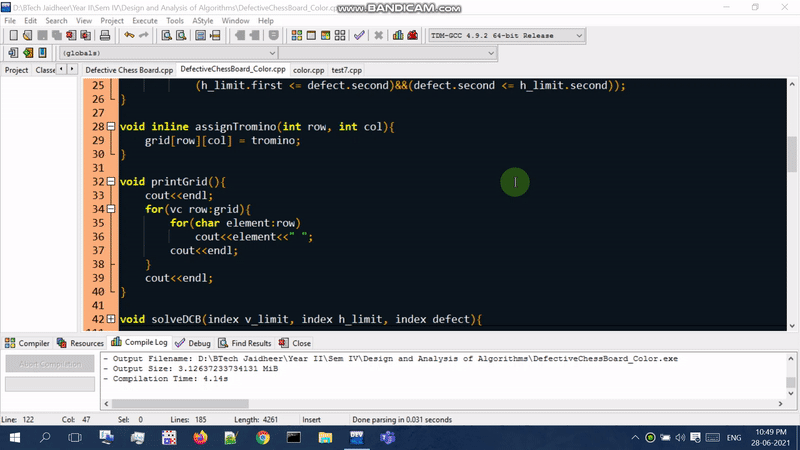 D:\BTech Jaidheer\Year II\Sem IV\Design and Analysis of Algorithms\DefectiveChessBoard_Color.cp
www.BANDICAM.com
File Edit Search View Project Execute Tools AStyle Window Help
TDM-GCC 4.9.2 64-bit Release
(globals)
Project Classe Defective Chess Board.cpp DefectiveChessBoard_Color.cpp color.cpp test7.cpp
25 (h_limit.first <= defect.second)&&(defect.second <= h_limit.second));
26 }
27
28 void inline assignTromino(int row, int col){
29 grid[row][col] = tromino;
30 }
31
32 void printGrid(){
33 cout<<endl;
34 for(vc row:grid){
35 for(char element:row)
36 cout<<element<<" ";
37 cout<<endl;
38 }
39 cout<<endl;
40 }
41
42 void solveDCB(index v_limit, index h_limit, index defect){
Compiler Resources Compile Log Debug Find Results Close
Abort Compilation
- Output Filename: D:\BTech Jaidheer\Year II\Sem IV\Design and Analysis of Algorithms\DefectiveChessBoard_Color.exe
- Output Size: 3.12637233734131 MiB
- Compilation Time: 4.14s
Line: 122 Col: 47 Sel: 0 Lines: 185 Length: 4261 Insert Done parsing in 0.031 seconds
ENG
10:49 PM
28-06-2021